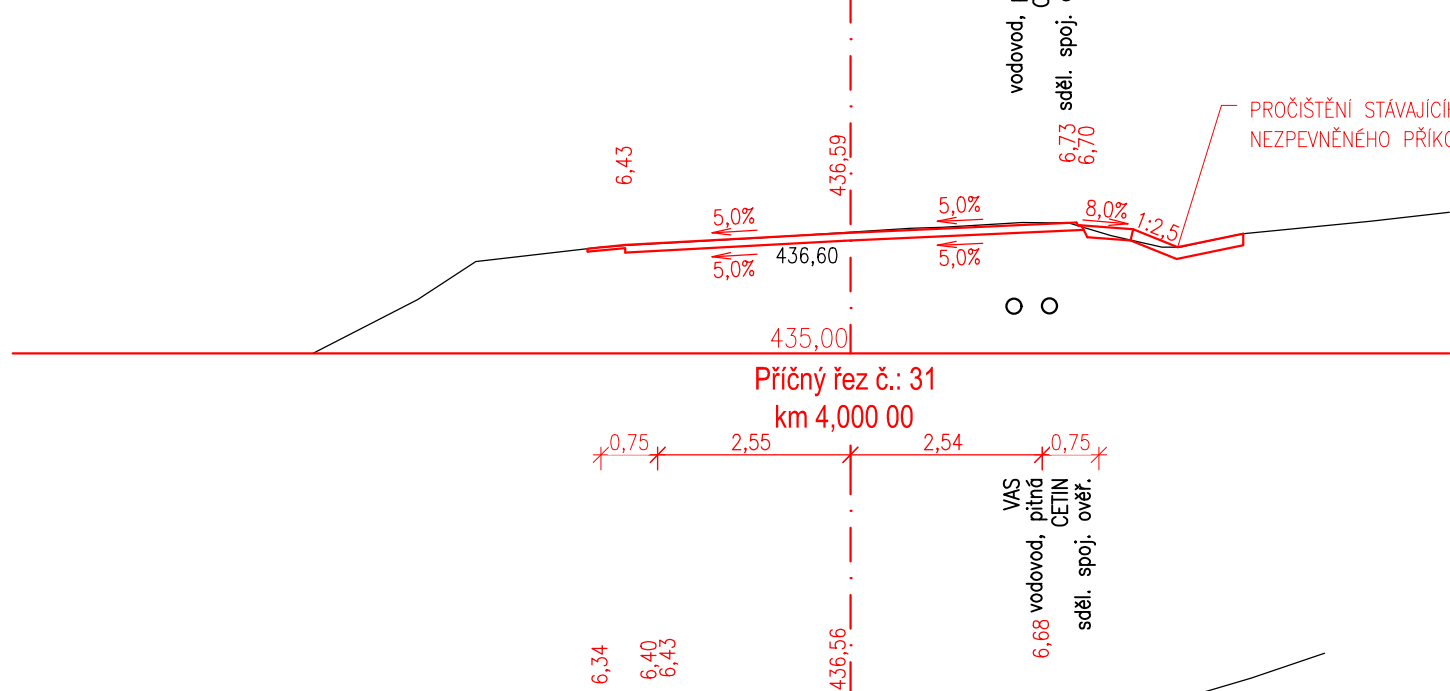 vodovod,
sděl. spoj.
6,73
6,70
PROČIŠTĚNÍ
NEZPEVNĚNÉHO
6,43
436,59
5,0%
5,0%
8,0%
1:2,5
5,0%
436,60
5,0%
435,00
Příčný řez č.: 31
km 4,000 00
0,75 2,55 2,54 0,75
VAS
vodovod, pitná
CETIN
sděl. spoj. ověř.
6,34
6,40
6,43
436,56
6,68